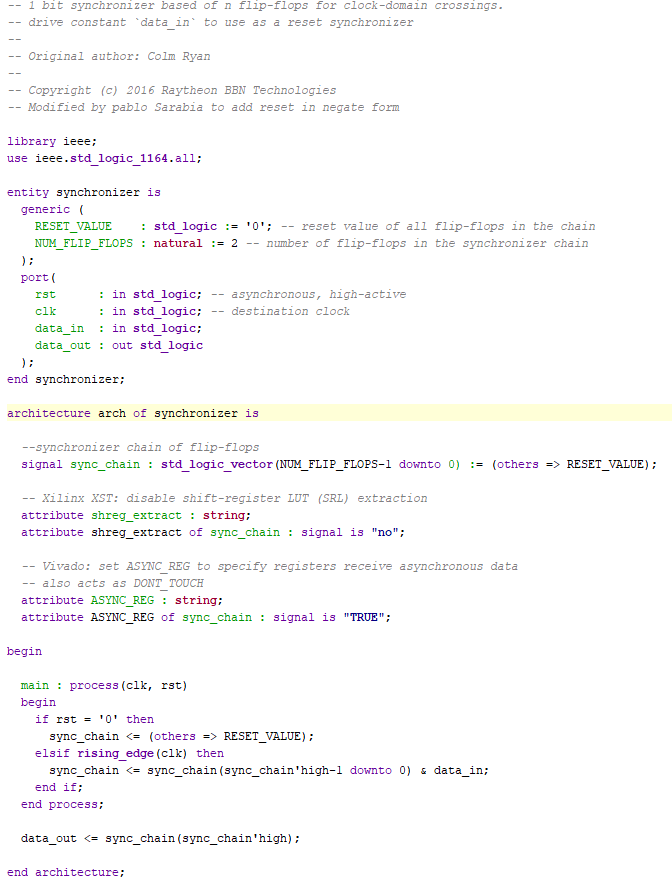 -- 1 bit synchronizer based of n flip-flops for clock-domain crossings.
-- drive constant `data_in` to use as a reset synchronizer
--
-- Original author: Colm Ryan
--
-- Copyright (c) 2016 Raytheon BBN Technologies
-- Modified by pablo Sarabia to add reset in negate form

library ieee;
use ieee.std_logic_1164.all;

entity synchronizer is
  generic (
    RESET_VALUE    : std_logic := '0'; -- reset value of all flip-flops in the chain
    NUM_FLIP_FLOPS : natural := 2 -- number of flip-flops in the synchronizer chain
  );
  port(
    rst      : in std_logic; -- asynchronous, high-active
    clk      : in std_logic; -- destination clock
    data_in  : in std_logic;
    data_out : out std_logic
  );
end synchronizer;

architecture arch of synchronizer is

  --synchronizer chain of flip-flops
  signal sync_chain : std_logic_vector(NUM_FLIP_FLOPS-1 downto 0) := (others => RESET_VALUE);

  -- Xilinx XST: disable shift-register LUT (SRL) extraction
  attribute shreg_extract : string;
  attribute shreg_extract of sync_chain : signal is "no";

  -- Vivado: set ASYNC_REG to specify registers receive asynchronous data
  -- also acts as DONT_TOUCH
  attribute ASYNC_REG : string;
  attribute ASYNC_REG of sync_chain : signal is "TRUE";

begin

  main : process(clk, rst)
  begin
    if rst = '0' then
      sync_chain <= (others => RESET_VALUE);
    elsif rising_edge(clk) then
      sync_chain <= sync_chain(sync_chain'high-1 downto 0) & data_in;
    end if;
  end process;

  data_out <= sync_chain(sync_chain'high);

end architecture;